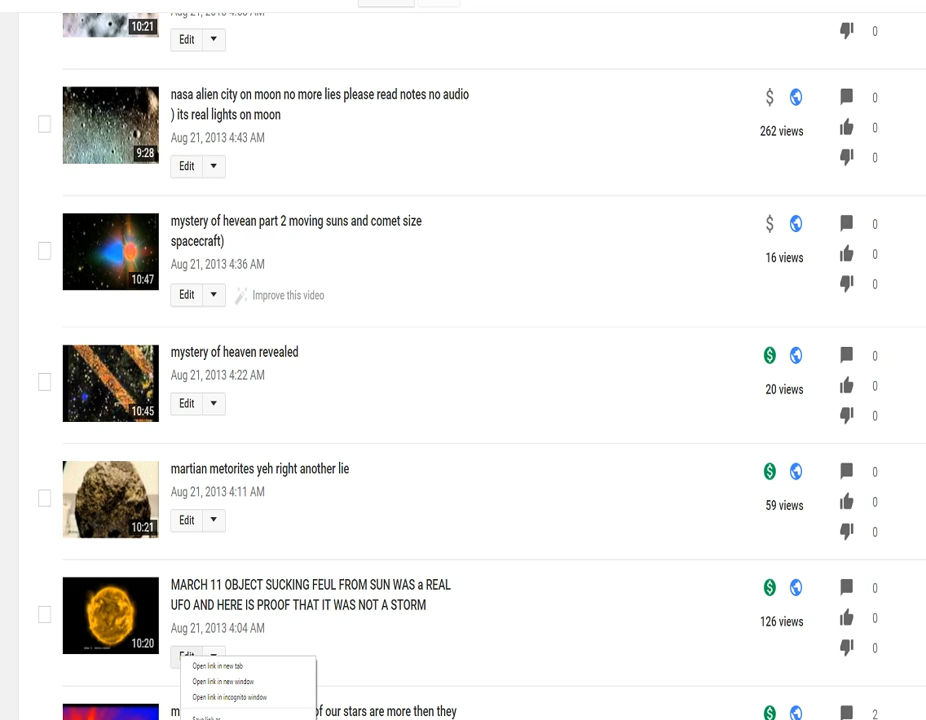 10:21
Edit
0
nasa alien city on moon no more lies please read notes no audio
) its real lights on moon
Aug 21, 2013 4:43 AM
9:28
Edit
262 views
0
0
0
mystery of hevean part 2 moving suns and comet size
spacecraft)
Aug 21, 2013 4:36 AM
10:47
Edit
Improve this video
16 views
0
0
0
mystery of heaven revealed
Aug 21, 2013 4:22 AM
10:45
Edit
20 views
0
0
0
martian metorites yeh right another lie
Aug 21, 2013 4:11 AM
10:21
Edit
59 views
0
0
0
MARCH 11 OBJECT SUCKING FEUL FROM SUN WAS a REAL
UFO AND HERE IS PROOF THAT IT WAS NOT A STORM
Aug 21, 2013 4:04 AM
10:20
Edit
126 views
0
0
0
Open link in new tab
Open link in new window
Open link in incognito window
of our stars are more then they
2